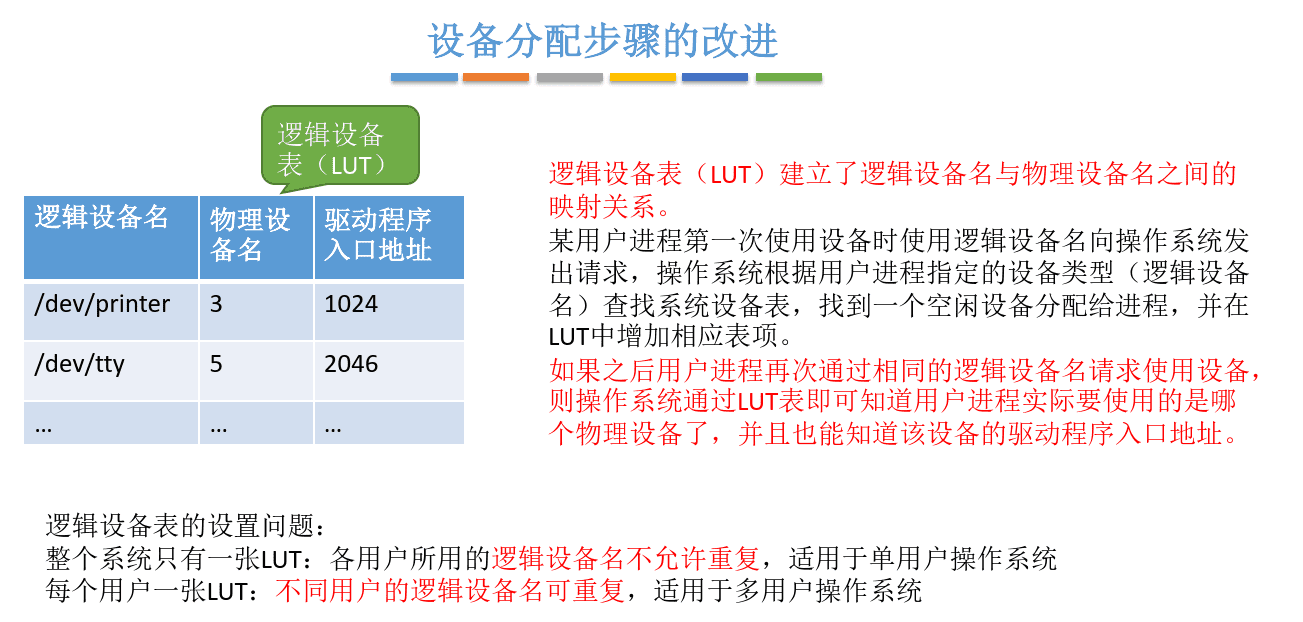 设备分配步骤的改进
逻辑设备
表（LUT）
逻辑设备名
物理设
备名
驱动程序
入口地址
/dev/printer
3
1024
/dev/tty
5
2046
...
...
...
逻辑设备表（LUT）建立了逻辑设备名与物理设备名之间的
映射关系。
某用户进程第一次使用设备时使用逻辑设备名向操作系统发
出请求，操作系统根据用户进程指定的设备类型（逻辑设备
名）查找系统设备表，找到一个空闲设备分配给进程，并在
LUT中增加相应表项。
如果之后用户进程再次通过相同的逻辑设备名请求使用设备，
则操作系统通过LUT表即可知道用户进程实际要使用的是哪
个物理设备了，并且也能知道该设备的驱动程序入口地址。
逻辑设备表的设置问题：
整个系统只有一张LUT：各用户所用的逻辑设备名不允许重复，适用于单用户操作系统
每个用户一张LUT：不同用户的逻辑设备名可重复，适用于多用户操作系统